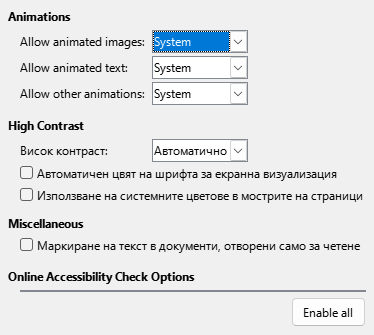 Animations
Allow animated images: System
Allow animated text: System
Allow other animations: System
High Contrast
Висок контраст: Автоматично
Автоматичен цвят на шрифта за екранна визуализация
Използване на системните цветове в мострите на страници
Miscellaneous
Маркиране на текст в документи, отворени само за четене
Online Accessibility Check Options
Enable all